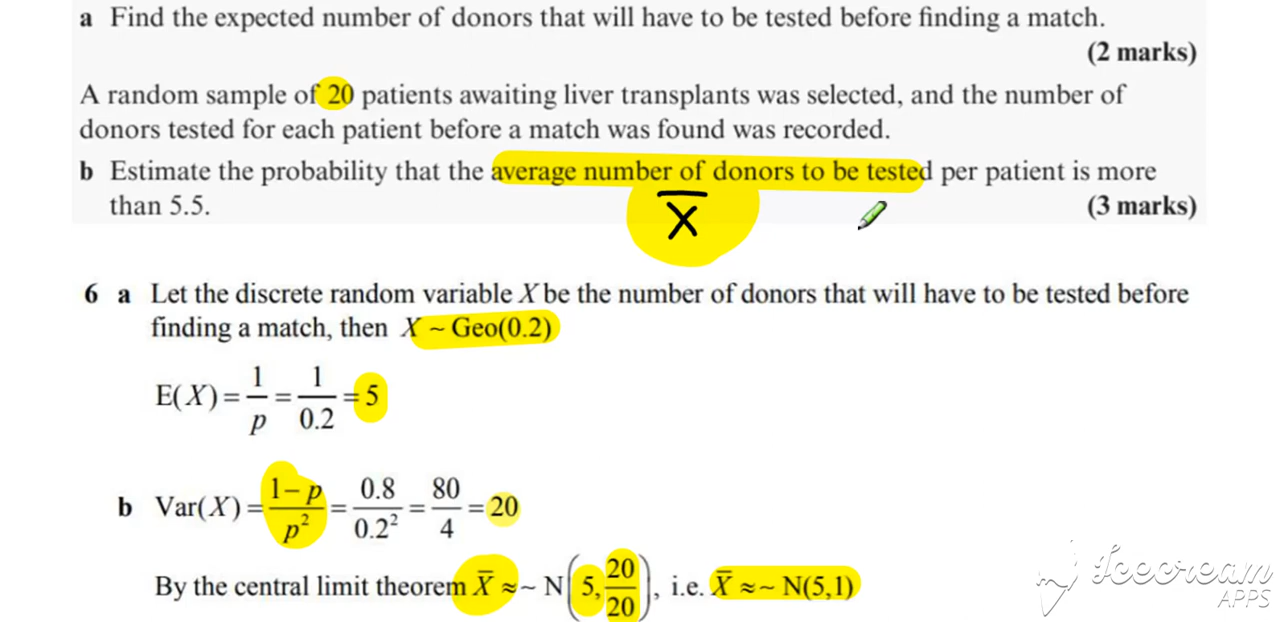 a Find the expected number of donors that will have to be tested before finding a match.
(2 marks)
A random sample of 20 patients awaiting liver transplants was selected, and the number of
donors tested for each patient before a match was found was recorded.
b Estimate the probability that the average number of donors to be tested per patient is more
than 5.5.
(3 marks)
X̅
6 a Let the discrete random variable X be the number of donors that will have to be tested before
finding a match, then X ~ Geo(0.2)
E(X) = 1/p = 1/0.2 = 5
b Var(X) = (1 − p)/p² = 0.8/0.2² = 80/4 = 20
By the central limit theorem X̅ ≈~ N(5, 20/20), i.e. X̅ ≈~ N(5,1)
Icecream
APPS